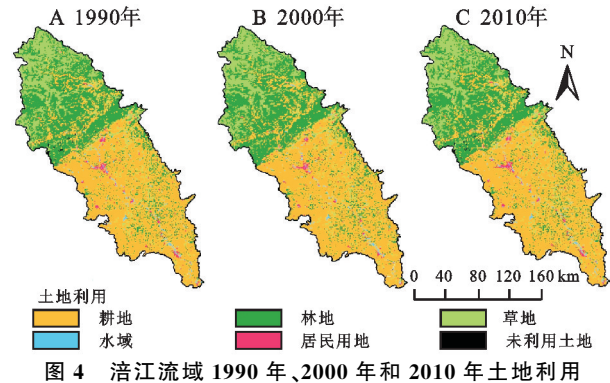 A 1990年 B 2000年 C 2010年
N
0 40 80 120 160 km
土地利用
耕地 林地 草地
水域 居民用地 未利用土地
图 4 涪江流域 1990 年、2000 年和 2010 年土地利用